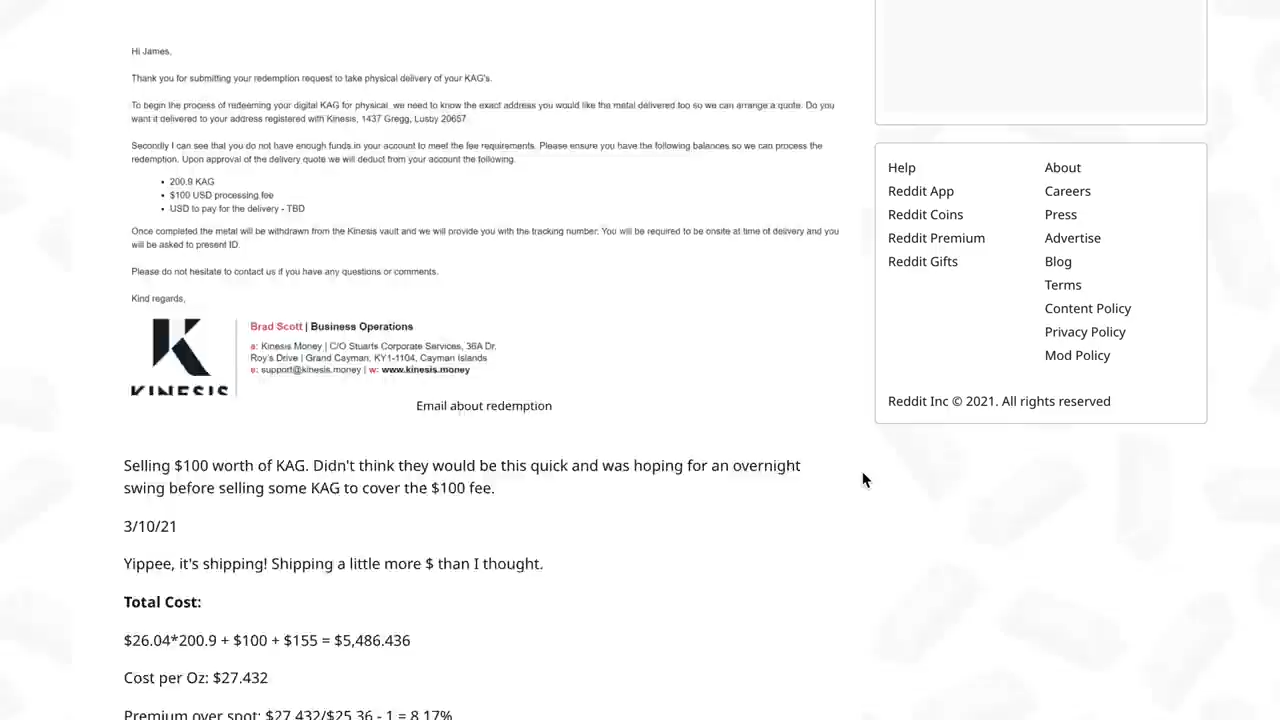 Hi James,
Thank you for submitting your redemption request to take physical delivery of your KAG's.
To begin the process of redeeming your digital KAG for physical, we need to know the exact address you would like the metal delivered too so we can arrange a quote. Do you
want it delivered to your address registered with Kinesis, 1437 Gregg, Lusby 20657
Secondly I can see that you do not have enough funds in your account to meet the fee requirements. Please ensure you have the following balances so we can process the
redemption. Upon approval of the delivery quote we will deduct from your account the following.
• 200.9 KAG
• $100 USD processing fee
• USD to pay for the delivery - TBD
Once completed the metal will be withdrawn from the Kinesis vault and we will provide you with the tracking number. You will be required to be onsite at time of delivery and you
will be asked to present ID.
Please do not hesitate to contact us if you have any questions or comments.
Kind regards,
Brad Scott | Business Operations
a: Kinesis Money | C/O Stuarts Corporate Services, 36A Dr.
Roy's Drive | Grand Cayman, KY1-1104, Cayman Islands
e: support@kinesis.money | w: www.kinesis.money
KINESIS
Email about redemption
Selling $100 worth of KAG. Didn't think they would be this quick and was hoping for an overnight
swing before selling some KAG to cover the $100 fee.
3/10/21
Yippee, it's shipping! Shipping a little more $ than I thought.
Total Cost:
$26.04*200.9 + $100 + $155 = $5,486.436
Cost per Oz: $27.432
Premium over spot: $27.432/$25.36 - 1 = 8.17%
Help
Reddit App
Reddit Coins
Reddit Premium
Reddit Gifts
About
Careers
Press
Advertise
Blog
Terms
Content Policy
Privacy Policy
Mod Policy
Reddit Inc © 2021. All rights reserved